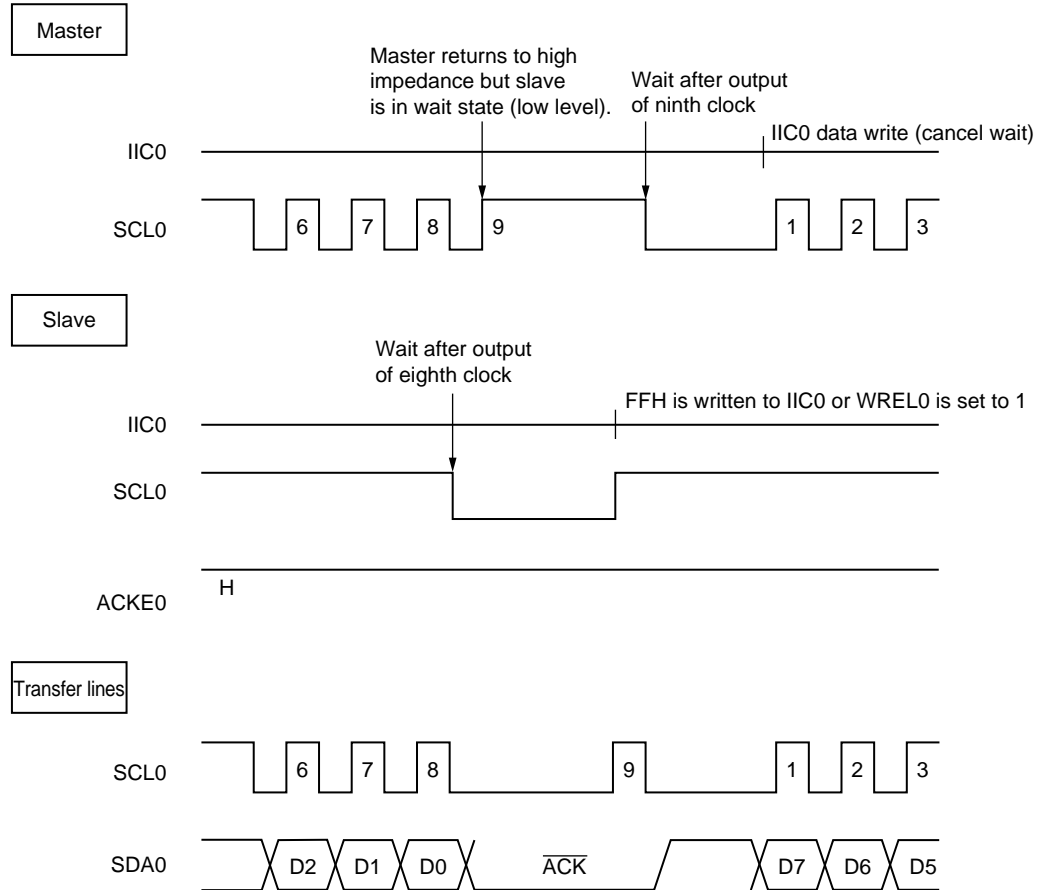 Master
Master returns to high
impedance but slave
is in wait state (low level).
Wait after output
of ninth clock
IIC0 data write (cancel wait)
IIC0
SCL0
6 7 8 9 1 2 3
Slave
Wait after output
of eighth clock
FFH is written to IIC0 or WREL0 is set to 1
IIC0
SCL0
H
ACKE0
Transfer lines
SCL0
6 7 8 9 1 2 3
SDA0
D2 D1 D0 ACK D7 D6 D5